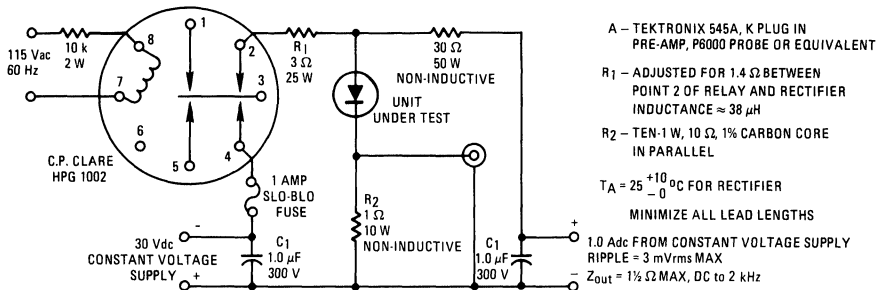 115 Vac
60 Hz
10 k
2 W
8
7
6
1
2
3
4
5
C.P. CLARE
HPG 1002
R1
3 Ω
25 W
30 Ω
50 W
NON-INDUCTIVE
UNIT
UNDER TEST
1 AMP
SLO-BLO
FUSE
R2
1 Ω
10 W
NON-INDUCTIVE
-
30 Vdc
CONSTANT VOLTAGE
SUPPLY
+
C1
1.0 μF
300 V
C1
1.0 μF
300 V
+
-
A – TEKTRONIX 545A, K PLUG IN
PRE-AMP, P6000 PROBE OR EQUIVALENT
R1 – ADJUSTED FOR 1.4 Ω BETWEEN
POINT 2 OF RELAY AND RECTIFIER
INDUCTANCE ≈ 38 μH
R2 – TEN-1 W, 10 Ω, 1% CARBON CORE
IN PARALLEL
TA = 25 +10 -0 °C FOR RECTIFIER
MINIMIZE ALL LEAD LENGTHS
1.0 Adc FROM CONSTANT VOLTAGE SUPPLY
RIPPLE = 3 mVrms MAX
Zout = 1½ Ω MAX, DC to 2 kHz